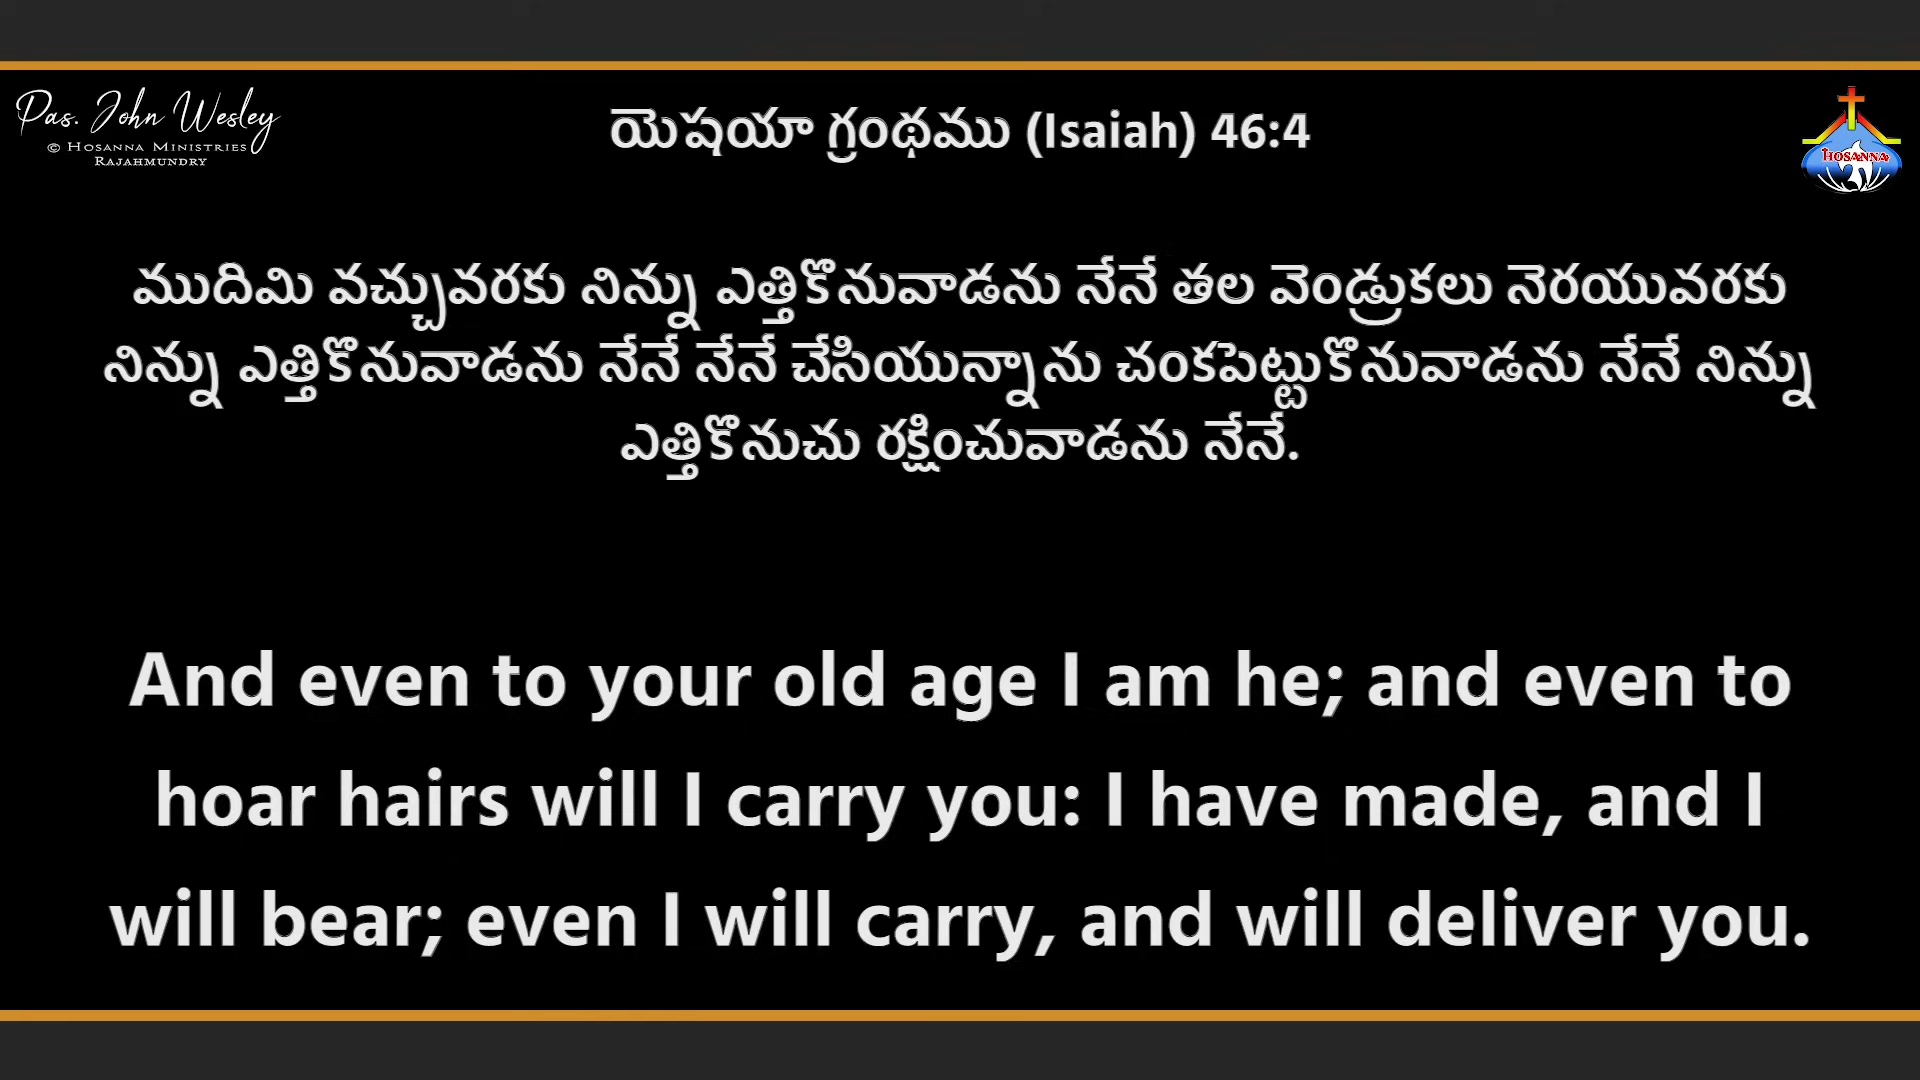 Pas. John Wesley
© HOSANNA MINISTRIES
RAJAHMUNDRY
యెషయా గ్రంథము (Isaiah) 46:4
HOSANNA
ముదిమి వచ్చువరకు నిన్ను ఎత్తికొనువాడను నేనే తల వెండ్రుకలు నెరయువరకు
నిన్ను ఎత్తికొనువాడను నేనే నేనే చేసియున్నాను చంకపెట్టుకొనువాడను నేనే నిన్ను
ఎత్తికొనుచు రక్షించువాడను నేనే.
And even to your old age I am he; and even to
hoar hairs will I carry you: I have made, and I
will bear; even I will carry, and will deliver you.